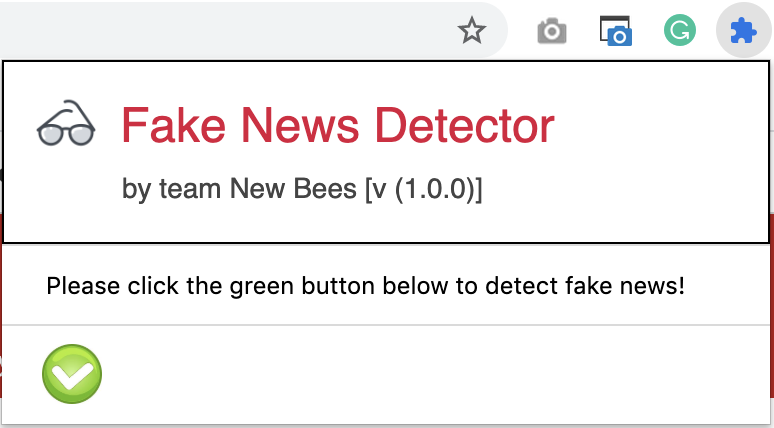 Fake News Detector
by team New Bees [v (1.0.0)]
Please click the green button below to detect fake news!